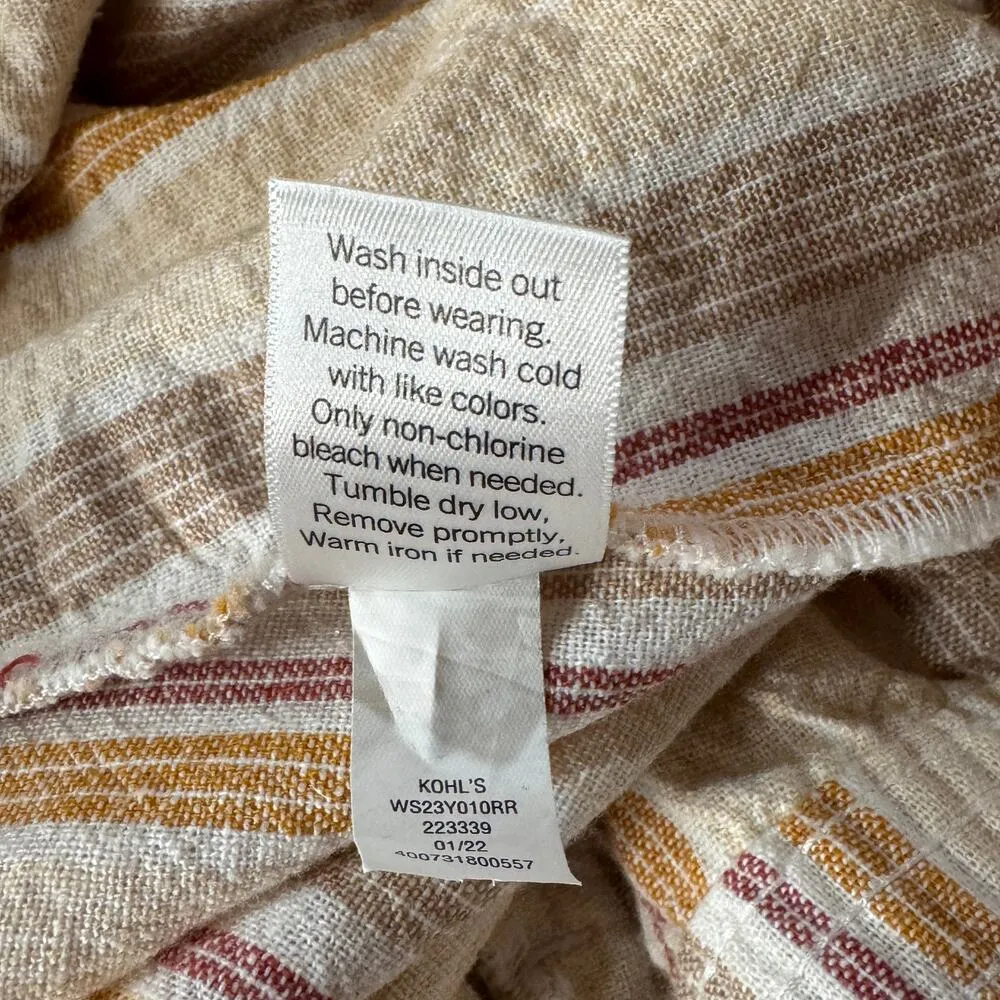 Wash inside out
before wearing.
Machine wash cold
with like colors.
Only non-chlorine
bleach when needed.
Tumble dry low,
Remove promptly,
Warm iron if needed.
KOHL'S
WS23Y010RR
223339
01/22
400731800557